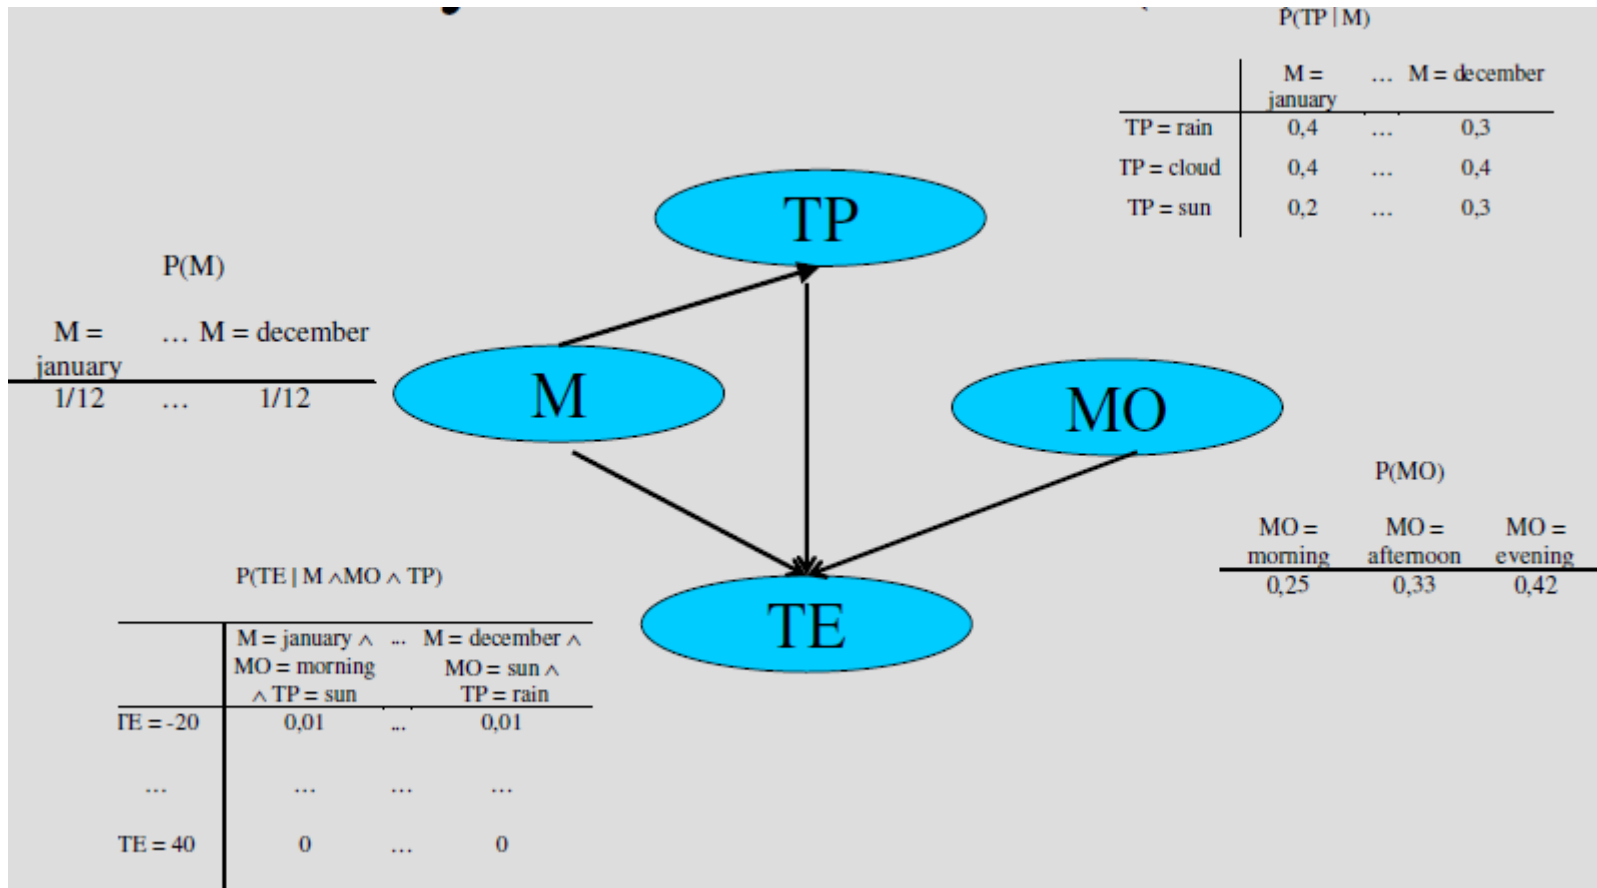 P(TP | M)
M = … M = december
january
TP = rain 0,4 … 0,3
TP = cloud 0,4 … 0,4
TP = sun 0,2 … 0,3
TP
P(M)
M = … M = december
january
1/12 … 1/12
M
MO
P(MO)
MO = MO = MO =
morning afternoon evening
0,25 0,33 0,42
P(TE | M ∧MO ∧ TP)
M = january ∧ ... M = december ∧
MO = morning MO = sun ∧
∧ TP = sun TP = rain
TE = -20 0,01 ... 0,01
… … … …
TE = 40 0 … 0
TE